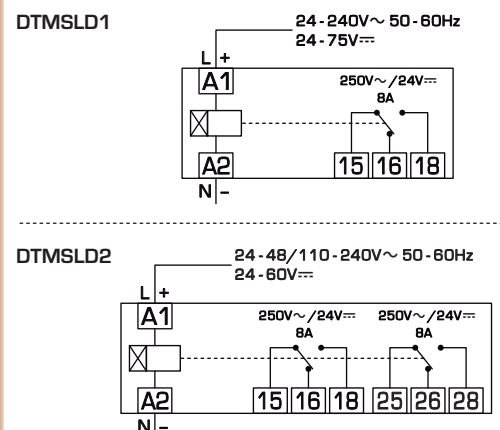 DTMSLD1
24-240V~ 50-60Hz
24-75V⎓
L +
A1
250V~/24V⎓
8A
A2
15 16 18
N -
DTMSLD2
24-48/110-240V~ 50-60Hz
24-60V⎓
L +
A1
250V~/24V⎓ 250V~/24V⎓
8A 8A
A2
15 16 18 25 26 28
N -